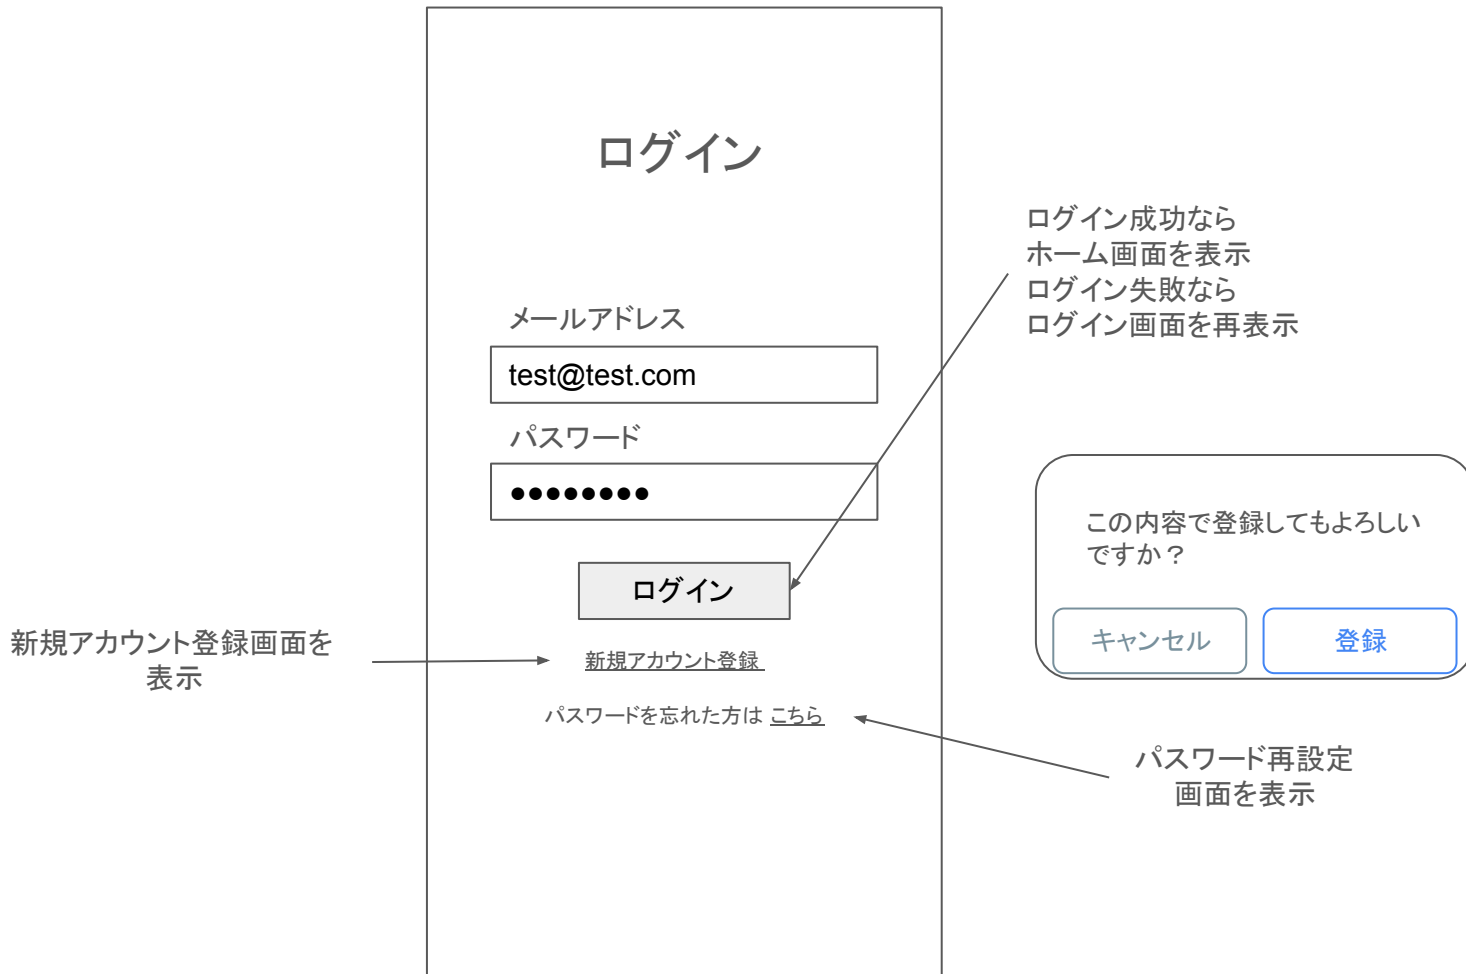 ログイン
ログイン成功なら
ホーム画面を表示
ログイン失敗なら
ログイン画面を再表示
メールアドレス
test@test.com
パスワード
●●●●●●●●
この内容で登録してもよろしい
ですか？
ログイン
キャンセル
登録
新規アカウント登録画面を
表示
新規アカウント登録
パスワードを忘れた方は こちら
パスワード再設定
画面を表示